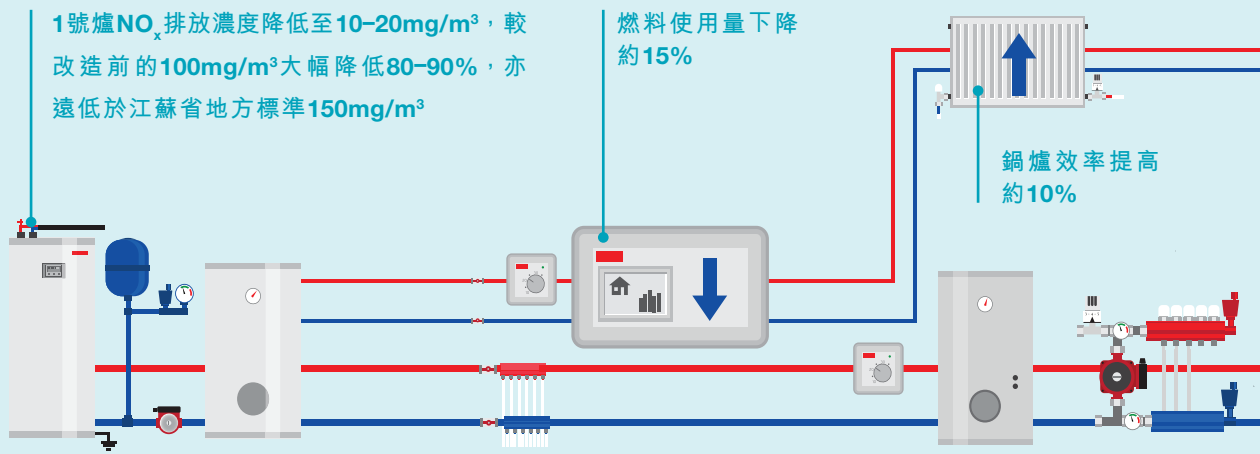 1號爐NOx排放濃度降低至10–20mg/m³，較
改造前的100mg/m³大幅降低80–90%，亦
遠低於江蘇省地方標準150mg/m³
燃料使用量下降
約15%
鍋爐效率提高
約10%